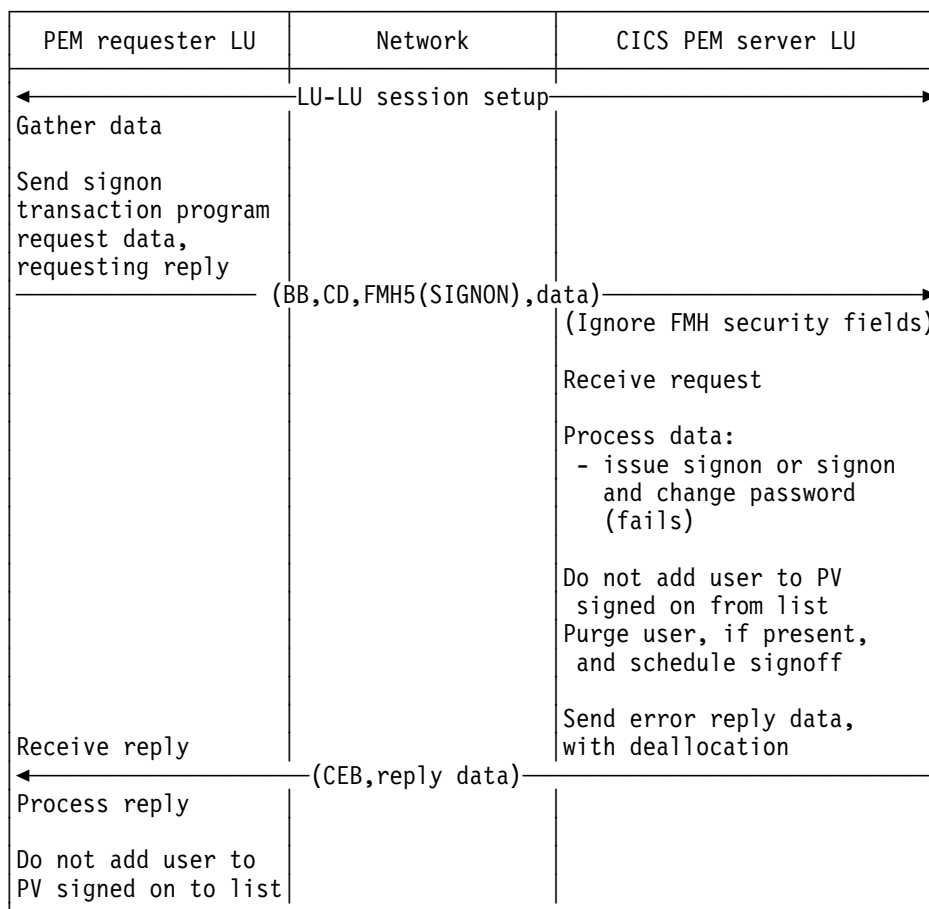 PEM requester LU Network CICS PEM server LU
LU-LU session setup
Gather data
Send signon
transaction program
request data,
requesting reply
(BB,CD,FMH5(SIGNON),data)
(Ignore FMH security fields)
Receive request
Process data:
- issue signon or signon
and change password
(fails)
Do not add user to PV
signed on from list
Purge user, if present,
and schedule signoff
Send error reply data,
with deallocation
Receive reply
(CEB,reply data)
Process reply
Do not add user to
PV signed on to list